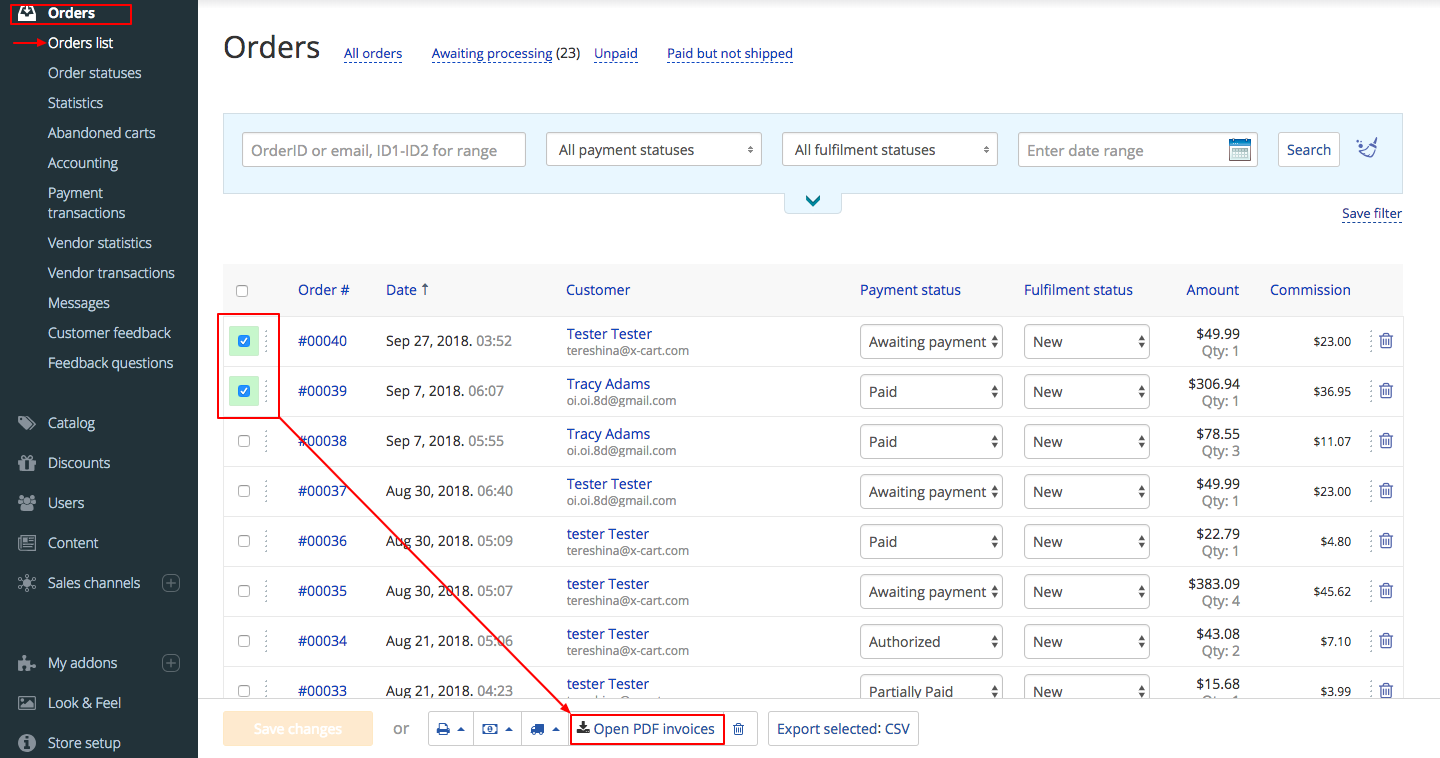 Orders
Orders list
Order statuses
Statistics
Abandoned carts
Accounting
Payment
transactions
Vendor statistics
Vendor transactions
Messages
Customer feedback
Feedback questions
Catalog
Discounts
Users
Content
Sales channels
My addons
Look & Feel
Store setup
Orders All orders Awaiting processing (23) Unpaid Paid but not shipped
OrderID or email, ID1-ID2 for range All payment statuses All fulfilment statuses Enter date range Search
Save filter
Order # Date ↑ Customer Payment status Fulfilment status Amount Commission
#00040 Sep 27, 2018. 03:52 Tester Tester Awaiting payment New $49.99 $23.00
tereshina@x-cart.com Qty: 1
#00039 Sep 7, 2018. 06:07 Tracy Adams Paid New $306.94 $36.95
oi.oi.8d@gmail.com Qty: 1
#00038 Sep 7, 2018. 05:55 Tracy Adams Paid New $78.55 $11.07
oi.oi.8d@gmail.com Qty: 3
#00037 Aug 30, 2018. 06:40 Tester Tester Awaiting payment New $49.99 $23.00
oi.oi.8d@gmail.com Qty: 1
#00036 Aug 30, 2018. 05:09 tester Tester Paid New $22.79 $4.80
tereshina@x-cart.com Qty: 1
#00035 Aug 30, 2018. 05:07 tester Tester Awaiting payment New $383.09 $45.62
tereshina@x-cart.com Qty: 4
#00034 Aug 21, 2018. 05:06 tester Tester Authorized New $43.08 $7.10
tereshina@x-cart.com Qty: 2
#00033 Aug 21, 2018. 04:23 tester Tester Partially Paid New $15.68 $3.99
Save changes or Open PDF invoices Export selected: CSV